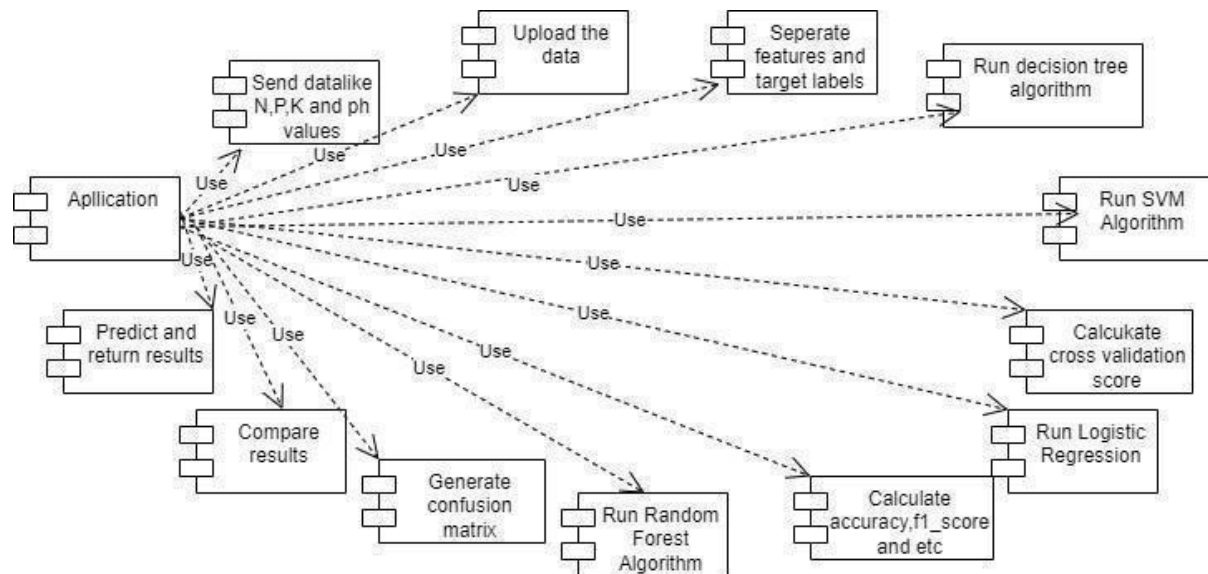 Send datalike
N,P,K and ph
values
Upload the
data
Seperate
features and
target labels
Run decision tree
algorithm
Use
Use
Use
Use
Apllication
Use
Run SVM
Algorithm
Use
Use
Use
Use
Use
Use
Use
Use
Predict and
return results
Calcukate
cross validation
score
Compare
results
Run Logistic
Regression
Generate
confusion
matrix
Run Random
Forest
Algorithm
Calculate
accuracy,f1_score
and etc